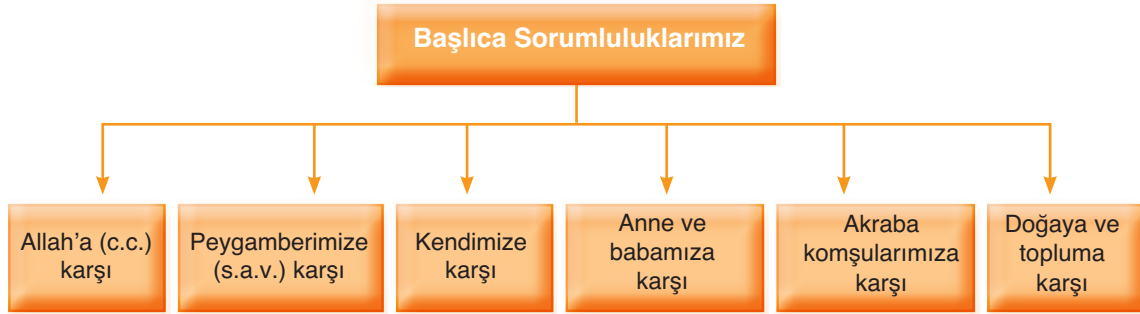 Başlıca Sorumluluklarımız
Allah'a (c.c.)
karşı
Peygamberimize
(s.a.v.) karşı
Kendimize
karşı
Anne ve
babamıza
karşı
Akraba
komşularımıza
karşı
Doğaya ve
topluma
karşı